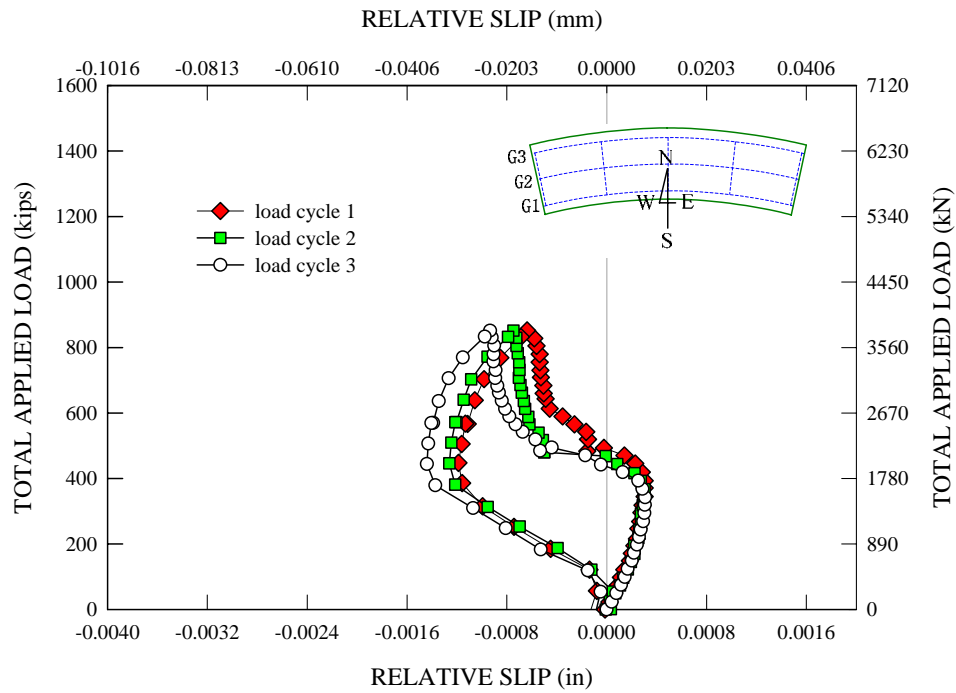 RELATIVE SLIP (mm)
-0.1016 -0.0813 -0.0610 -0.0406 -0.0203 0.0000 0.0203 0.0406
1600 7120
1400 6230
1200 5340
1000 4450
800 3560
600 2670
400 1780
200 890
0 0
TOTAL APPLIED LOAD (kips)
TOTAL APPLIED LOAD (kN)
G3 N
G2
G1 W E
S
load cycle 1
load cycle 2
load cycle 3
-0.0040 -0.0032 -0.0024 -0.0016 -0.0008 0.0000 0.0008 0.0016
RELATIVE SLIP (in)